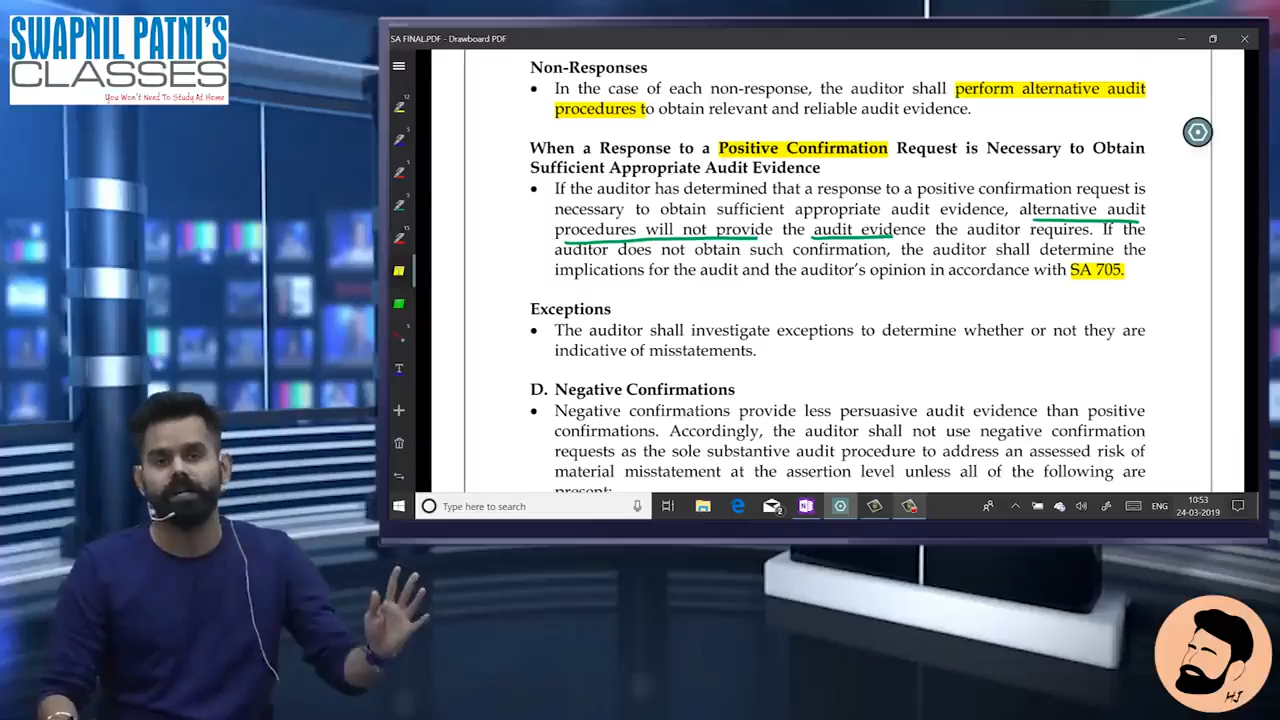 SWAPNIL PATNI'S
CLASSES
You Won't Need To Study At Home
SA FINAL.PDF - Drawboard PDF
Non-Responses
• In the case of each non-response, the auditor shall perform alternative audit
procedures to obtain relevant and reliable audit evidence.
When a Response to a Positive Confirmation Request is Necessary to Obtain
Sufficient Appropriate Audit Evidence
• If the auditor has determined that a response to a positive confirmation request is
necessary to obtain sufficient appropriate audit evidence, alternative audit
procedures will not provide the audit evidence the auditor requires. If the
auditor does not obtain such confirmation, the auditor shall determine the
implications for the audit and the auditor's opinion in accordance with SA 705.
Exceptions
• The auditor shall investigate exceptions to determine whether or not they are
indicative of misstatements.
D. Negative Confirmations
• Negative confirmations provide less persuasive audit evidence than positive
confirmations. Accordingly, the auditor shall not use negative confirmation
requests as the sole substantive audit procedure to address an assessed risk of
material misstatement at the assertion level unless all of the following are
present:
12
5
1
5
15
5
T
Type here to search
2
ENG
10:53
24-03-2019
HJ